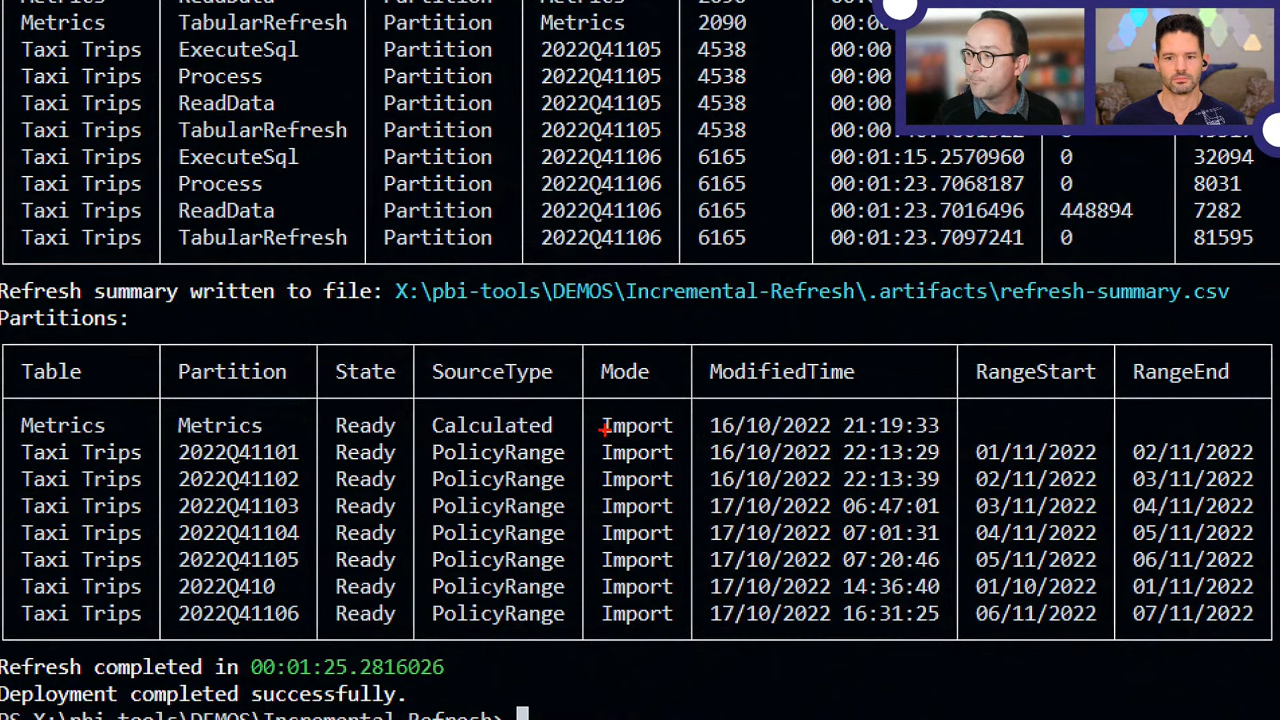 Metrics TabularRefresh Partition Metrics 2090 00:00
Taxi Trips ExecuteSql Partition 2022Q41105 4538 00:00
Taxi Trips Process Partition 2022Q41105 4538 00:00
Taxi Trips ReadData Partition 2022Q41105 4538 00:00
Taxi Trips TabularRefresh Partition 2022Q41105 4538 00:00
Taxi Trips ExecuteSql Partition 2022Q41106 6165 00:01:15.2570960 0 32094
Taxi Trips Process Partition 2022Q41106 6165 00:01:23.7068187 0 8031
Taxi Trips ReadData Partition 2022Q41106 6165 00:01:23.7016496 448894 7282
Taxi Trips TabularRefresh Partition 2022Q41106 6165 00:01:23.7097241 0 81595
Refresh summary written to file: X:\pbi-tools\DEMOS\Incremental-Refresh\.artifacts\refresh-summary.csv
Partitions:
Table Partition State SourceType Mode ModifiedTime RangeStart RangeEnd
Metrics Metrics Ready Calculated Import 16/10/2022 21:19:33
Taxi Trips 2022Q41101 Ready PolicyRange Import 16/10/2022 22:13:29 01/11/2022 02/11/2022
Taxi Trips 2022Q41102 Ready PolicyRange Import 16/10/2022 22:13:39 02/11/2022 03/11/2022
Taxi Trips 2022Q41103 Ready PolicyRange Import 17/10/2022 06:47:01 03/11/2022 04/11/2022
Taxi Trips 2022Q41104 Ready PolicyRange Import 17/10/2022 07:01:31 04/11/2022 05/11/2022
Taxi Trips 2022Q41105 Ready PolicyRange Import 17/10/2022 07:20:46 05/11/2022 06/11/2022
Taxi Trips 2022Q410 Ready PolicyRange Import 17/10/2022 14:36:40 01/10/2022 01/11/2022
Taxi Trips 2022Q41106 Ready PolicyRange Import 17/10/2022 16:31:25 06/11/2022 07/11/2022
Refresh completed in 00:01:25.2816026
Deployment completed successfully.
PS X:\pbi-tools\DEMOS\Incremental-Refresh>